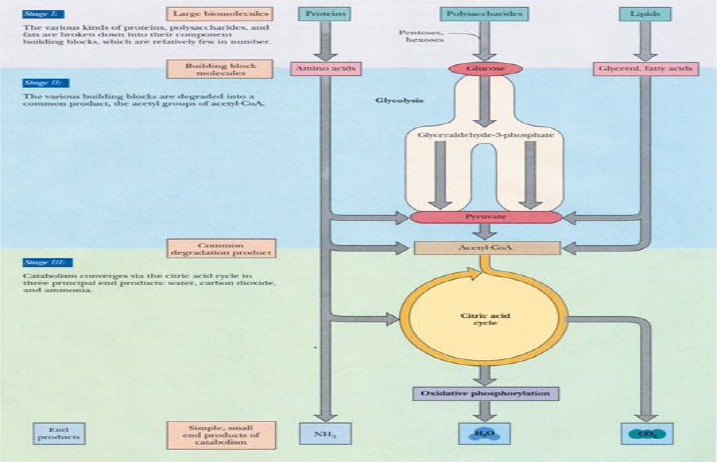 Stage I:
The various kinds of proteins, polysaccharides, and
fats are broken down into their component
building blocks, which are relatively few in number.
Large biomolecules
Proteins
Polysaccharides
Lipids
Pentoses,
hexoses
Building block
molecules
Amino acids
Glucose
Glycerol, fatty acids
Stage II:
The various building blocks are degraded into a
common product, the acetyl groups of acetyl-CoA.
Glycolysis
Glyceraldehyde-3-phosphate
Pyruvate
Common
degradation product
Acetyl-CoA
Stage III:
Catabolism converges via the citric acid cycle to
three principal end products: water, carbon dioxide,
and ammonia.
Citric acid
cycle
Oxidative phosphorylation
End
products
Simple, small
end products of
catabolism
NH₃
H₂O
CO₂